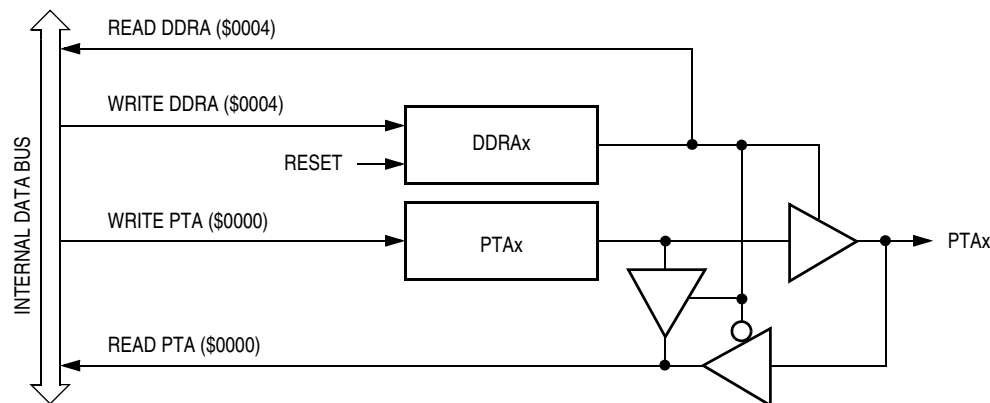 READ DDRA ($0004)
WRITE DDRA ($0004)
DDRAx
RESET
WRITE PTA ($0000)
PTAx
PTAx
READ PTA ($0000)
INTERNAL DATA BUS